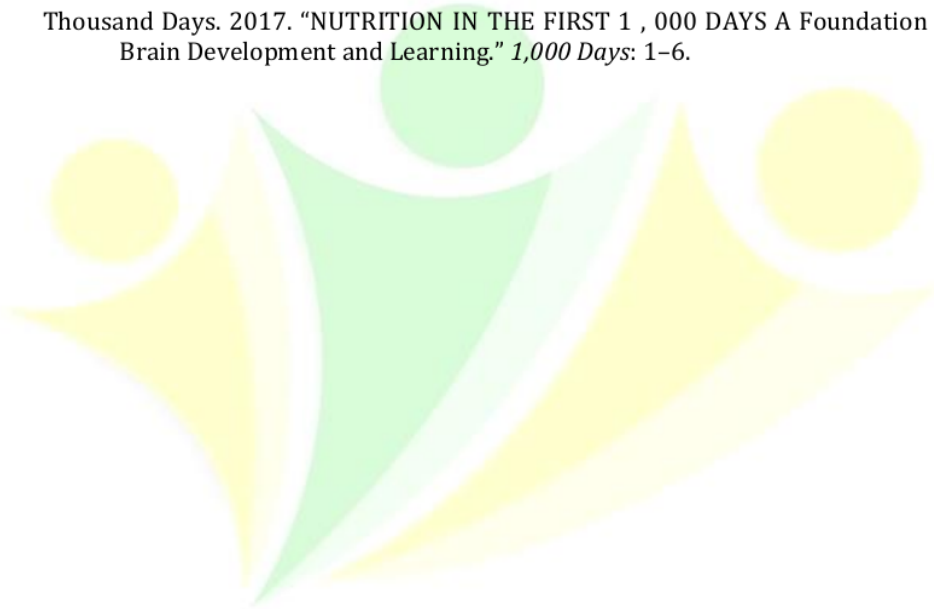 Thousand Days. 2017. “NUTRITION IN THE FIRST 1 , 000 DAYS A Foundation
Brain Development and Learning.” 1,000 Days: 1–6.